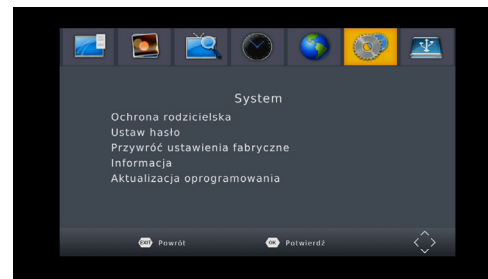 System
Ochrona rodzicielska
Ustaw hasło
Przywróć ustawienia fabryczne
Informacja
Aktualizacja oprogramowania
EXIT Powrót OK Potwierdź